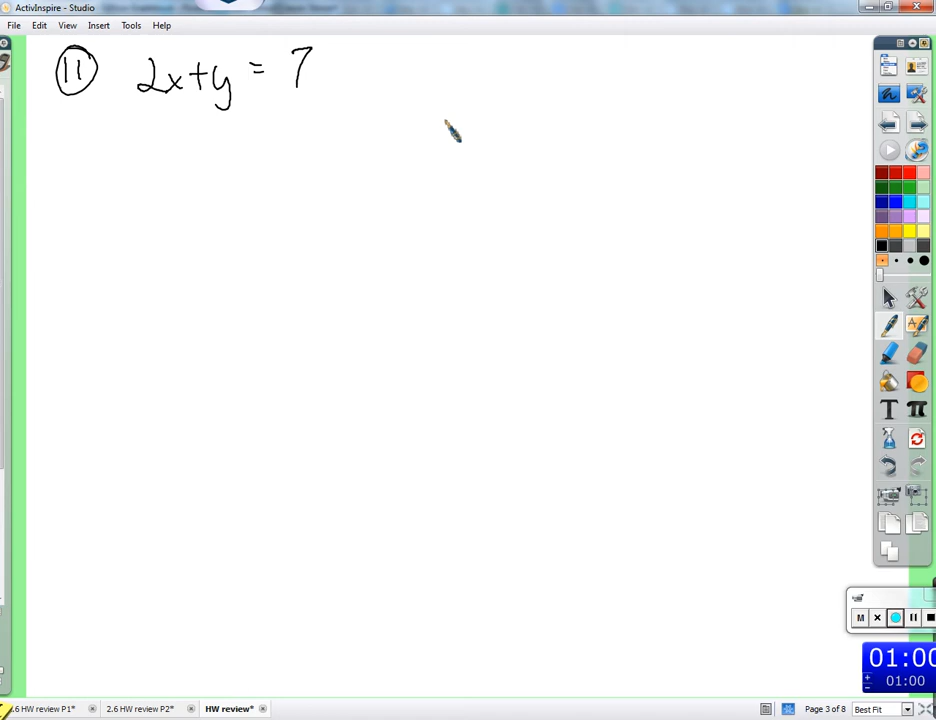 ActivInspire - Studio
File Edit View Insert Tools Help
11 2x+y = 7
M
01:00
01:00
2.6 HW review P1* 2.6 HW review P2* HW review* Page 3 of 8 Best Fit